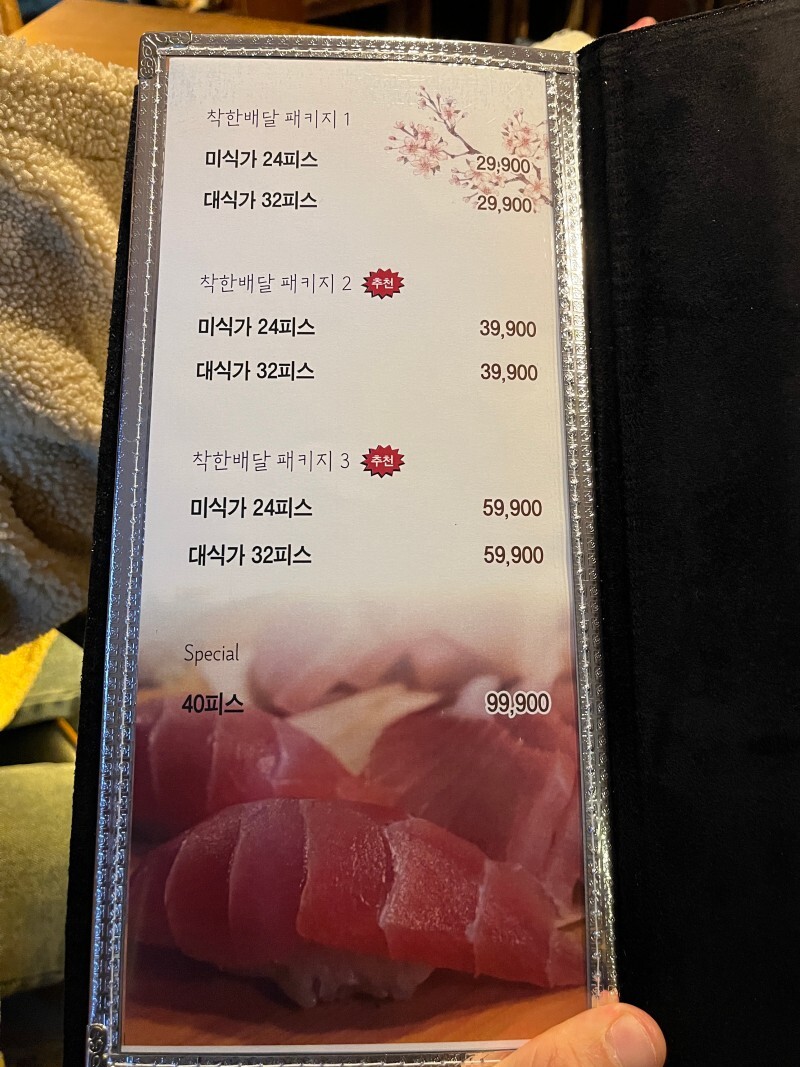 착한배달 패키지 1
미식가 24피스 29,900
대식가 32피스 29,900
착한배달 패키지 2 추천
미식가 24피스 39,900
대식가 32피스 39,900
착한배달 패키지 3 추천
미식가 24피스 59,900
대식가 32피스 59,900
Special
40피스 99,900